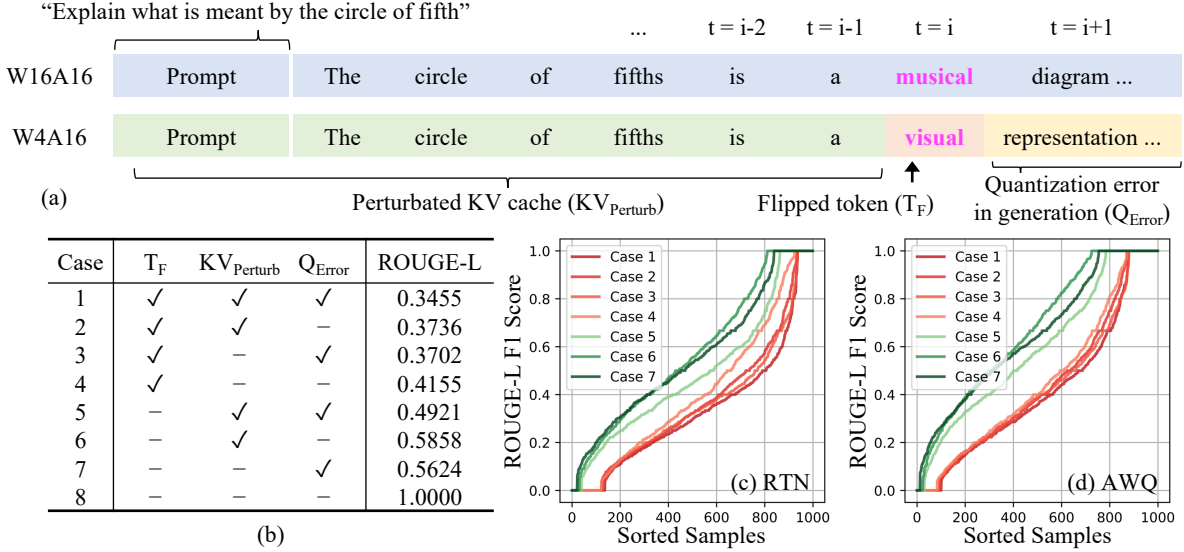 “Explain what is meant by the circle of fifth”
... t = i-2 t = i-1 t = i t = i+1
W16A16 Prompt The circle of fifths is a musical diagram ...
W4A16 Prompt The circle of fifths is a visual representation ...
(a)
Perturbated KV cache (KV_Perturb)
Flipped token (T_F)
Quantization error
in generation (Q_Error)
Case T_F KV_Perturb Q_Error ROUGE-L
1 ✓ ✓ ✓ 0.3455
2 ✓ ✓ – 0.3736
3 ✓ – ✓ 0.3702
4 ✓ – – 0.4155
5 – ✓ ✓ 0.4921
6 – ✓ – 0.5858
7 – – ✓ 0.5624
8 – – – 1.0000
(b)
ROUGE-L F1 Score
1.0
0.8
0.6
0.4
0.2
0.0
Case 1
Case 2
Case 3
Case 4
Case 5
Case 6
Case 7
(c) RTN
0 200 400 600 800 1000
Sorted Samples
ROUGE-L F1 Score
1.0
0.8
0.6
0.4
0.2
0.0
Case 1
Case 2
Case 3
Case 4
Case 5
Case 6
Case 7
(d) AWQ
0 200 400 600 800 1000
Sorted Samples